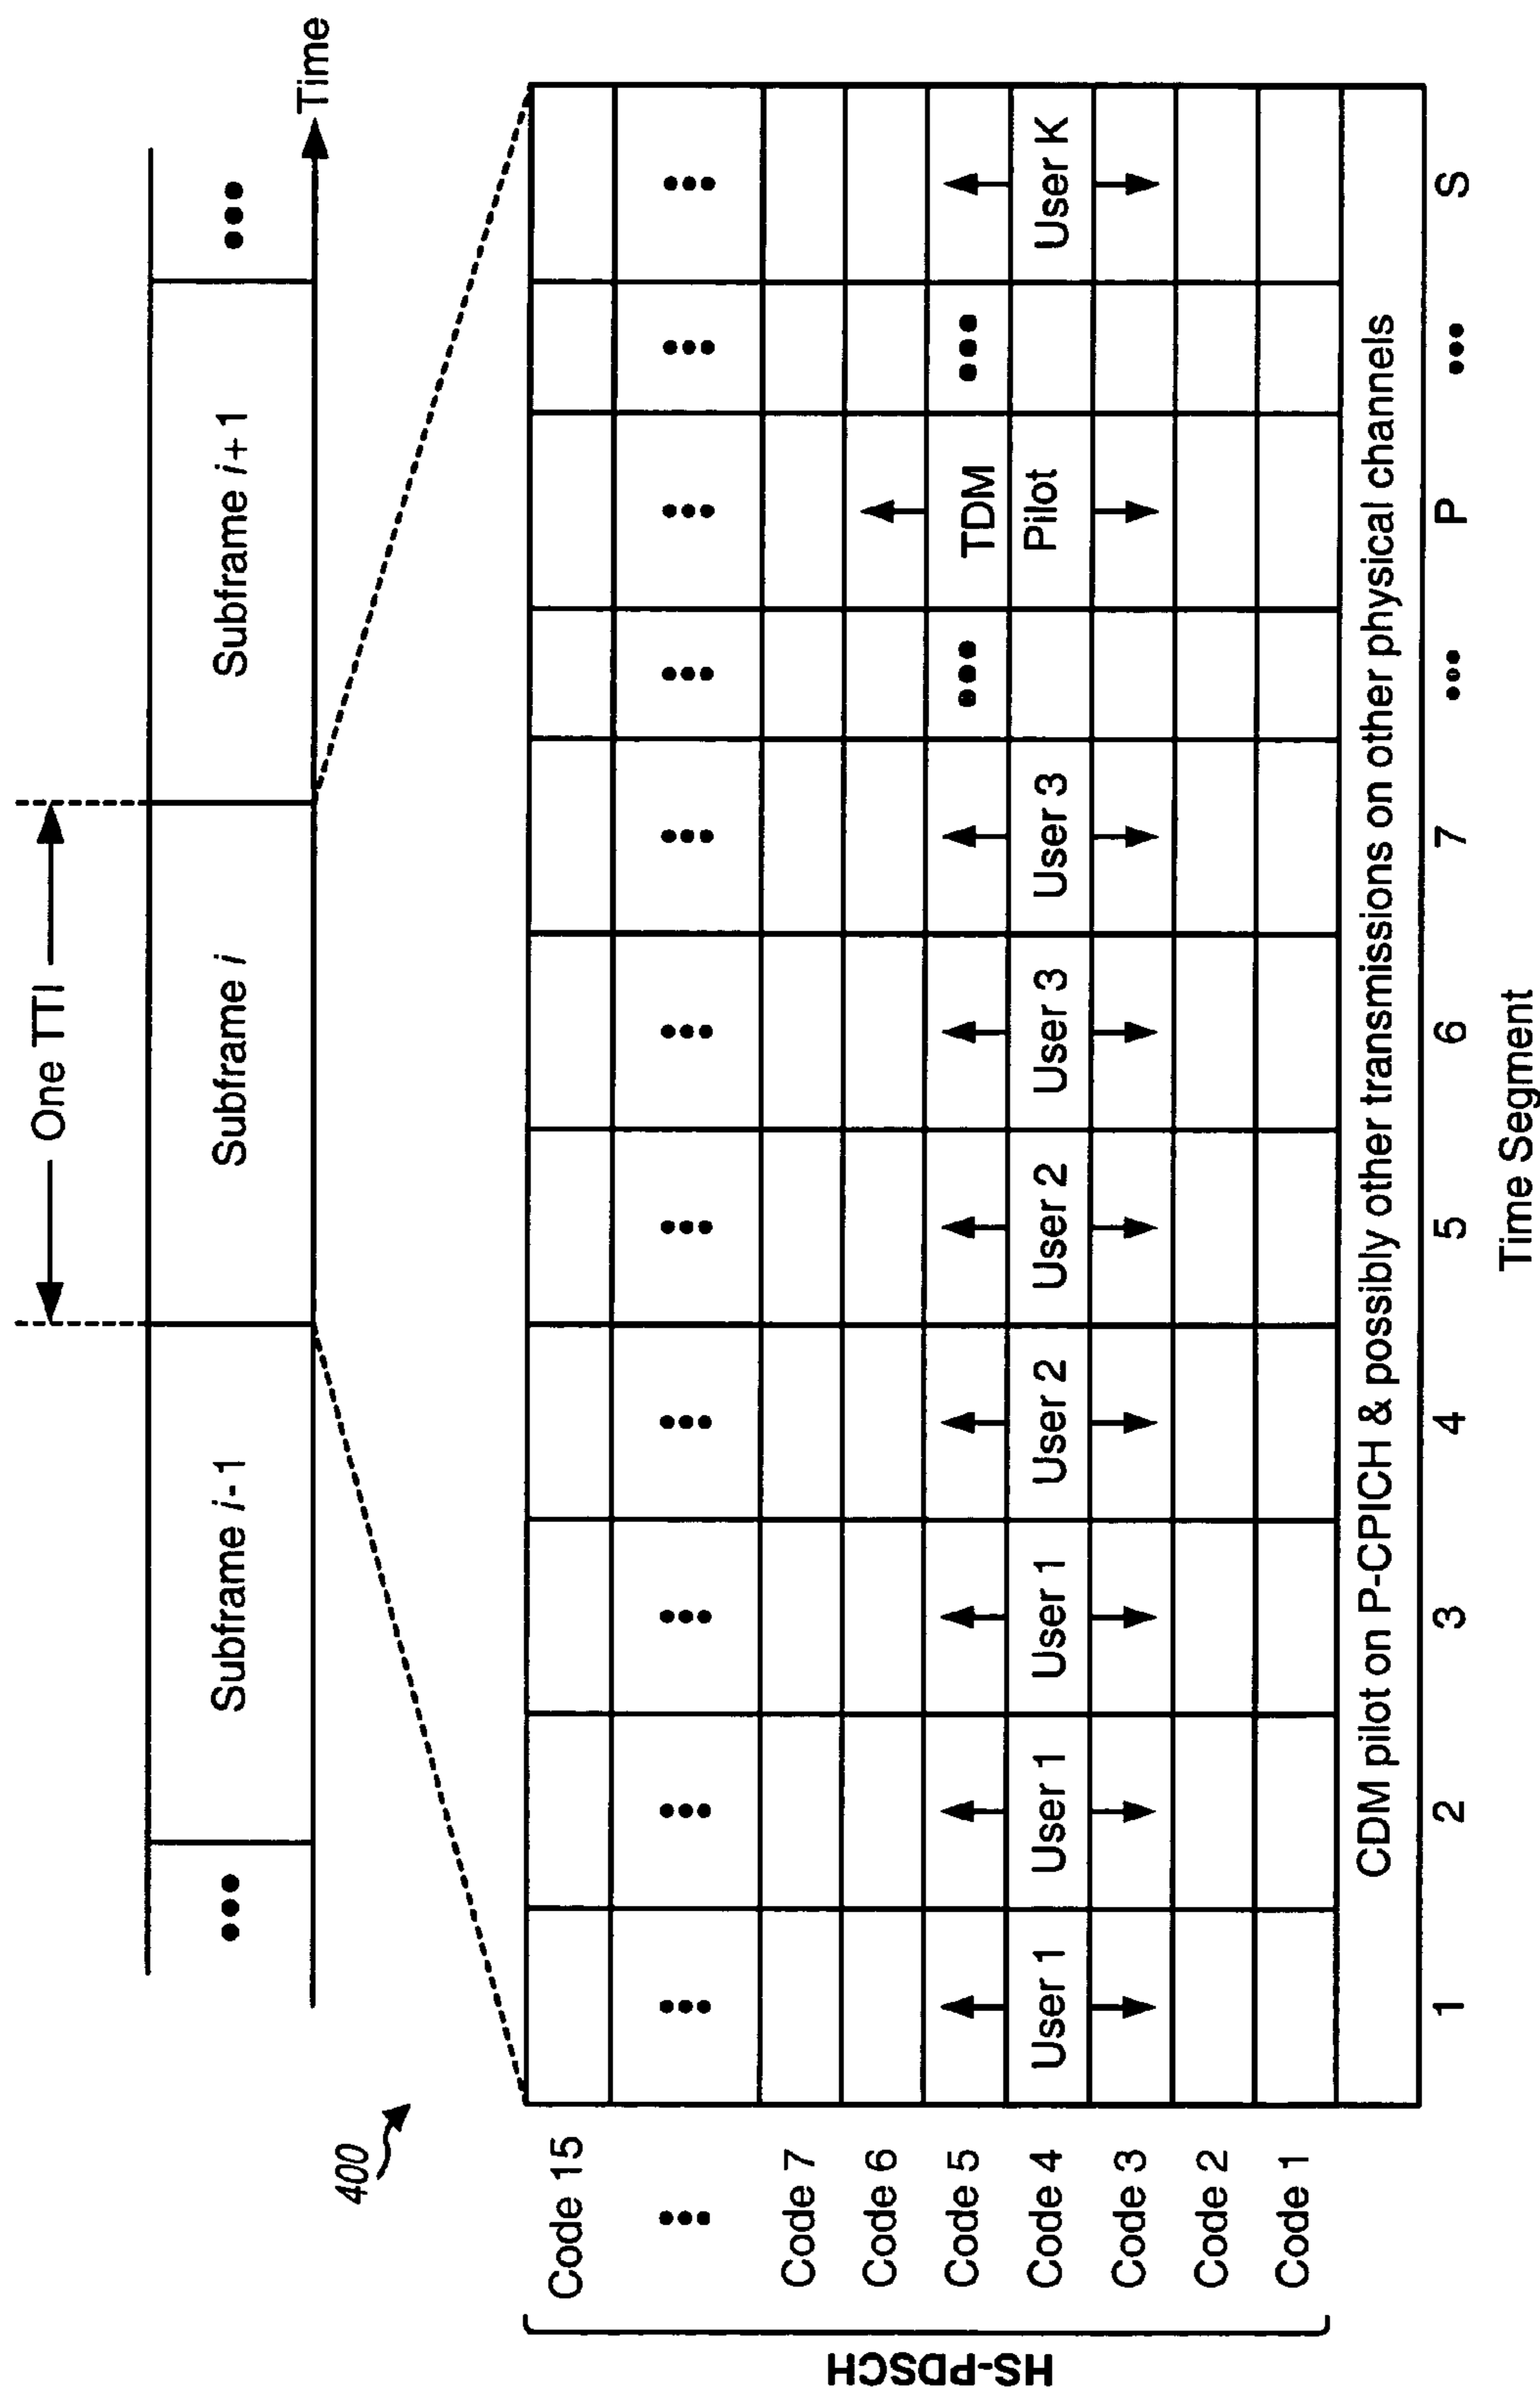 One TTI
••• Subframe i-1 Subframe i Subframe i+1 •••
Time
400
HS-PDSCH
Code 15
••• ••• ••• ••• ••• ••• ••• ••• ••• ••• ••• •••
Code 7
Code 6
Code 5 ••• TDM •••
Code 4 User 1 User 1 User 1 User 2 User 2 User 3 User 3 Pilot User K
Code 3
Code 2
Code 1
CDM pilot on P-CPICH & possibly other transmissions on other physical channels
1 2 3 4 5 6 7 ••• P ••• S
Time Segment